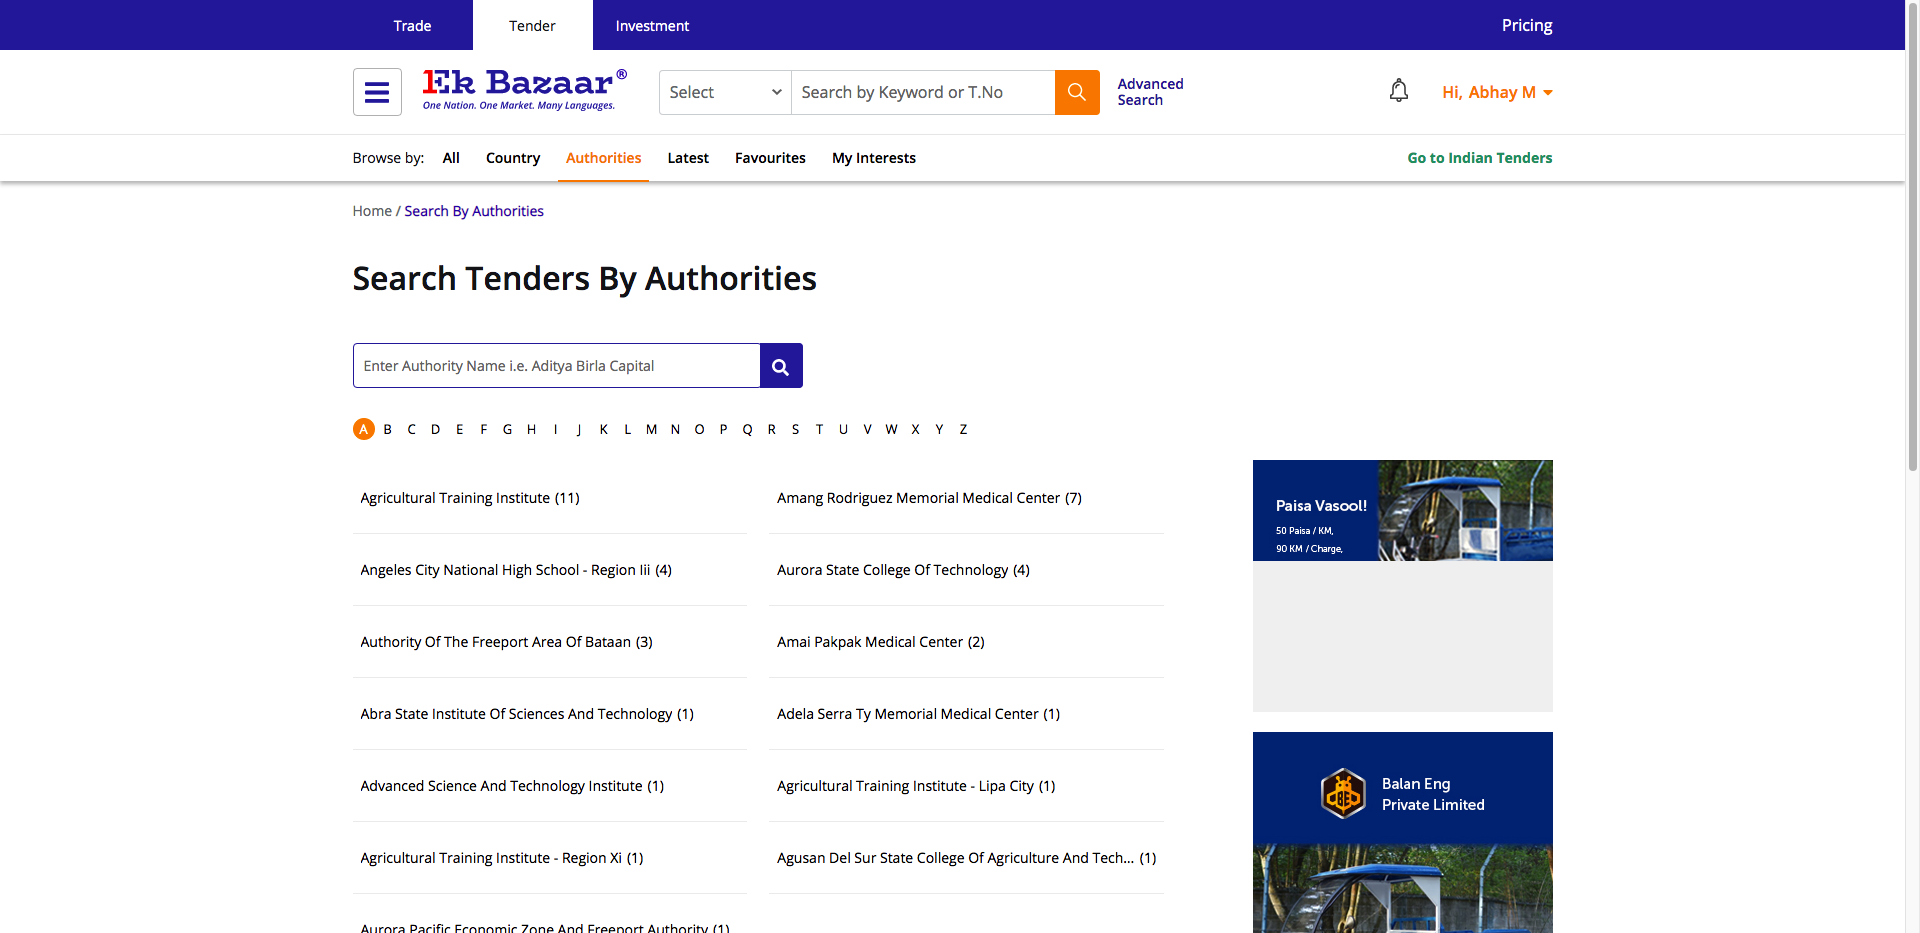 Trade
Tender
Investment
Pricing
Ek Bazaar®
One Nation. One Market. Many Languages.
Select
Search by Keyword or T.No
Advanced
Search
Hi, Abhay M
Browse by:
All
Country
Authorities
Latest
Favourites
My Interests
Go to Indian Tenders
Home / Search By Authorities
Search Tenders By Authorities
Enter Authority Name i.e. Aditya Birla Capital
A B C D E F G H I J K L M N O P Q R S T U V W X Y Z
Agricultural Training Institute (11)
Amang Rodriguez Memorial Medical Center (7)
Angeles City National High School - Region Iii (4)
Aurora State College Of Technology (4)
Authority Of The Freeport Area Of Bataan (3)
Amai Pakpak Medical Center (2)
Abra State Institute Of Sciences And Technology (1)
Adela Serra Ty Memorial Medical Center (1)
Advanced Science And Technology Institute (1)
Agricultural Training Institute - Lipa City (1)
Agricultural Training Institute - Region Xi (1)
Agusan Del Sur State College Of Agriculture And Tech... (1)
Aurora Pacific Economic Zone And Freeport Authority (1)
Paisa Vasool!
50 Paisa / KM,
90 KM / Charge,
Balan Eng
Private Limited